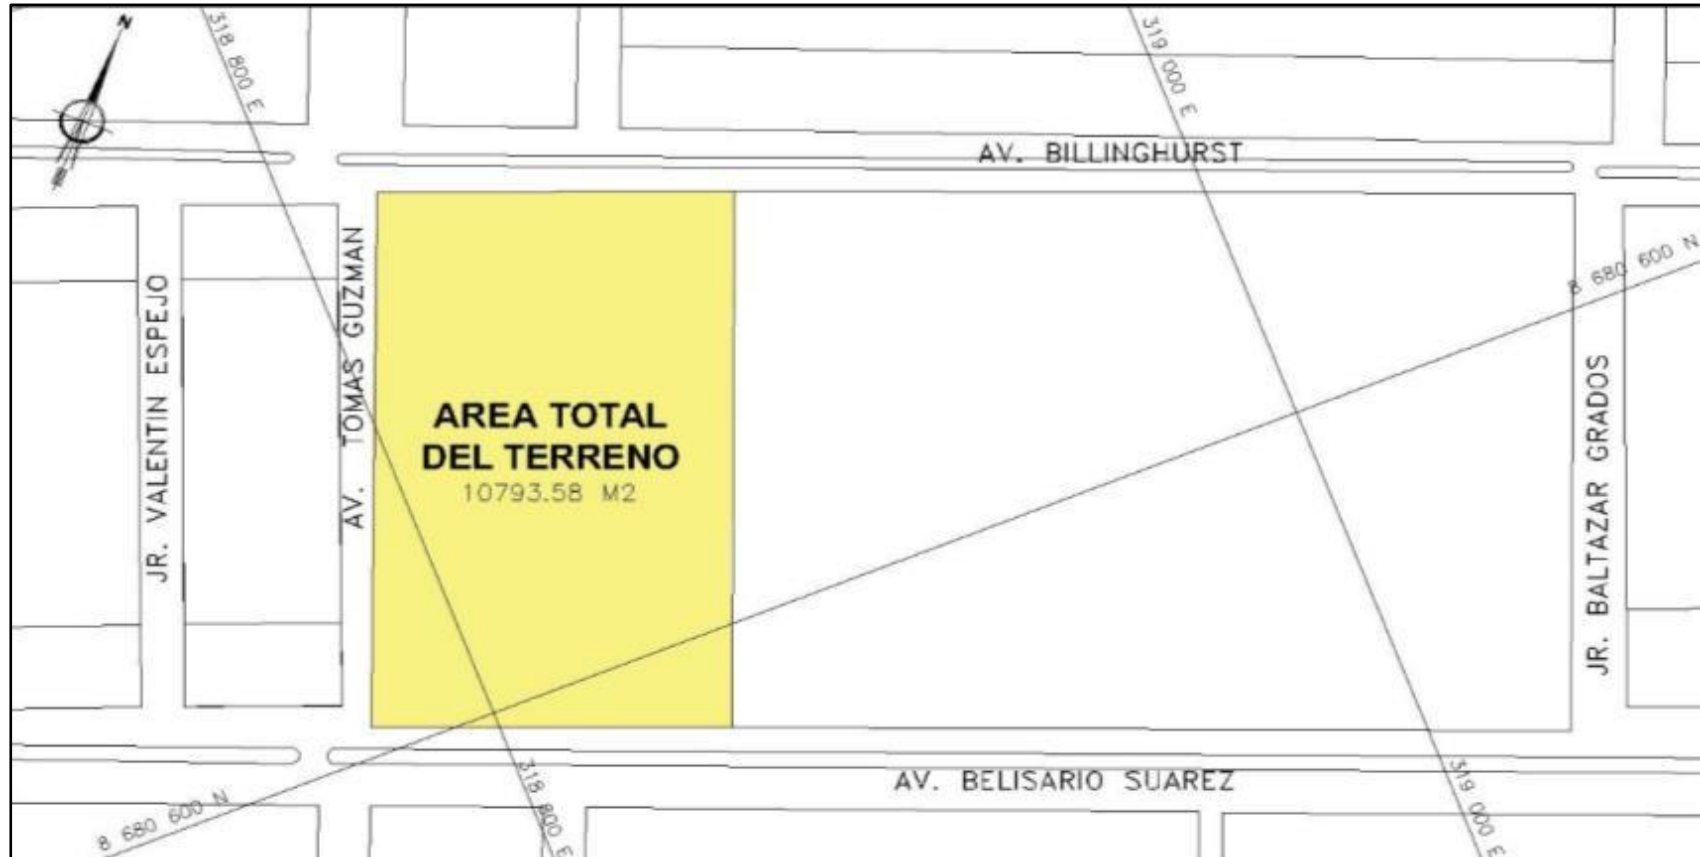 N
318 800 E
319 000 E
AV. BILLINGHURST
8 680 600 N
JR. VALENTIN ESPEJO
AV. TOMAS GUZMAN
AREA TOTAL
DEL TERRENO
10793.58 M2
JR. BALTAZAR GRADOS
AV. BELISARIO SUAREZ
8 680 600 N
318 800 E
319 000 E